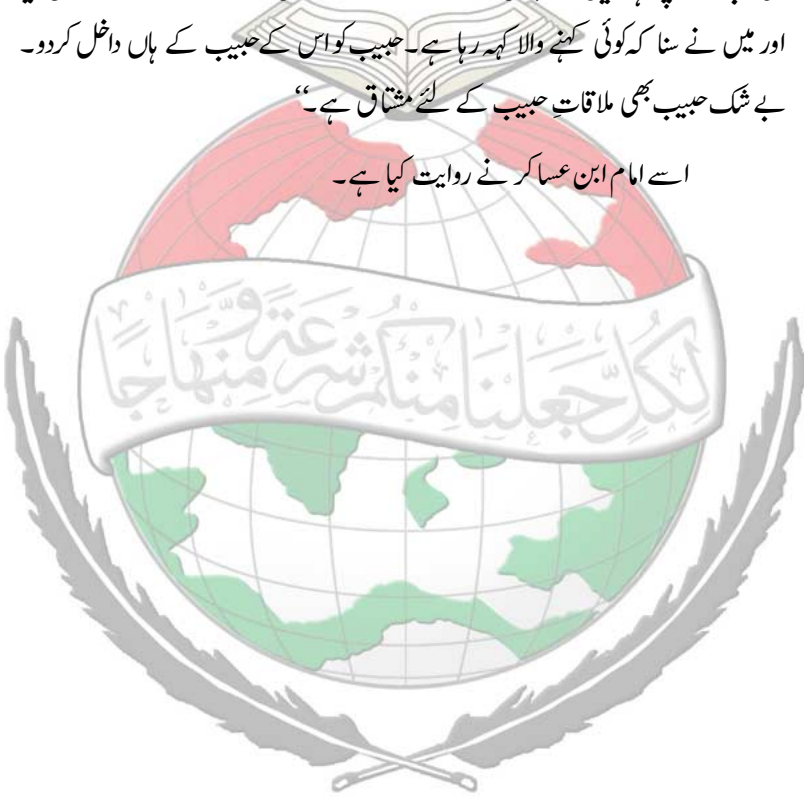 اور میں نے سنا کہ کوئی کہنے والا کہہ رہا ہے۔ حبیب کو اس کے حبیب کے ہاں داخل کردو۔
بے شک حبیب بھی ملاقاتِ حبیب کے لئے مشتاق ہے۔‘‘
اسے امام ابن عساکر نے روایت کیا ہے۔
لِكُلٍّ جَعَلْنَا مِنْكُمْ شِرْعَةً وَّمِنْهَاجًا